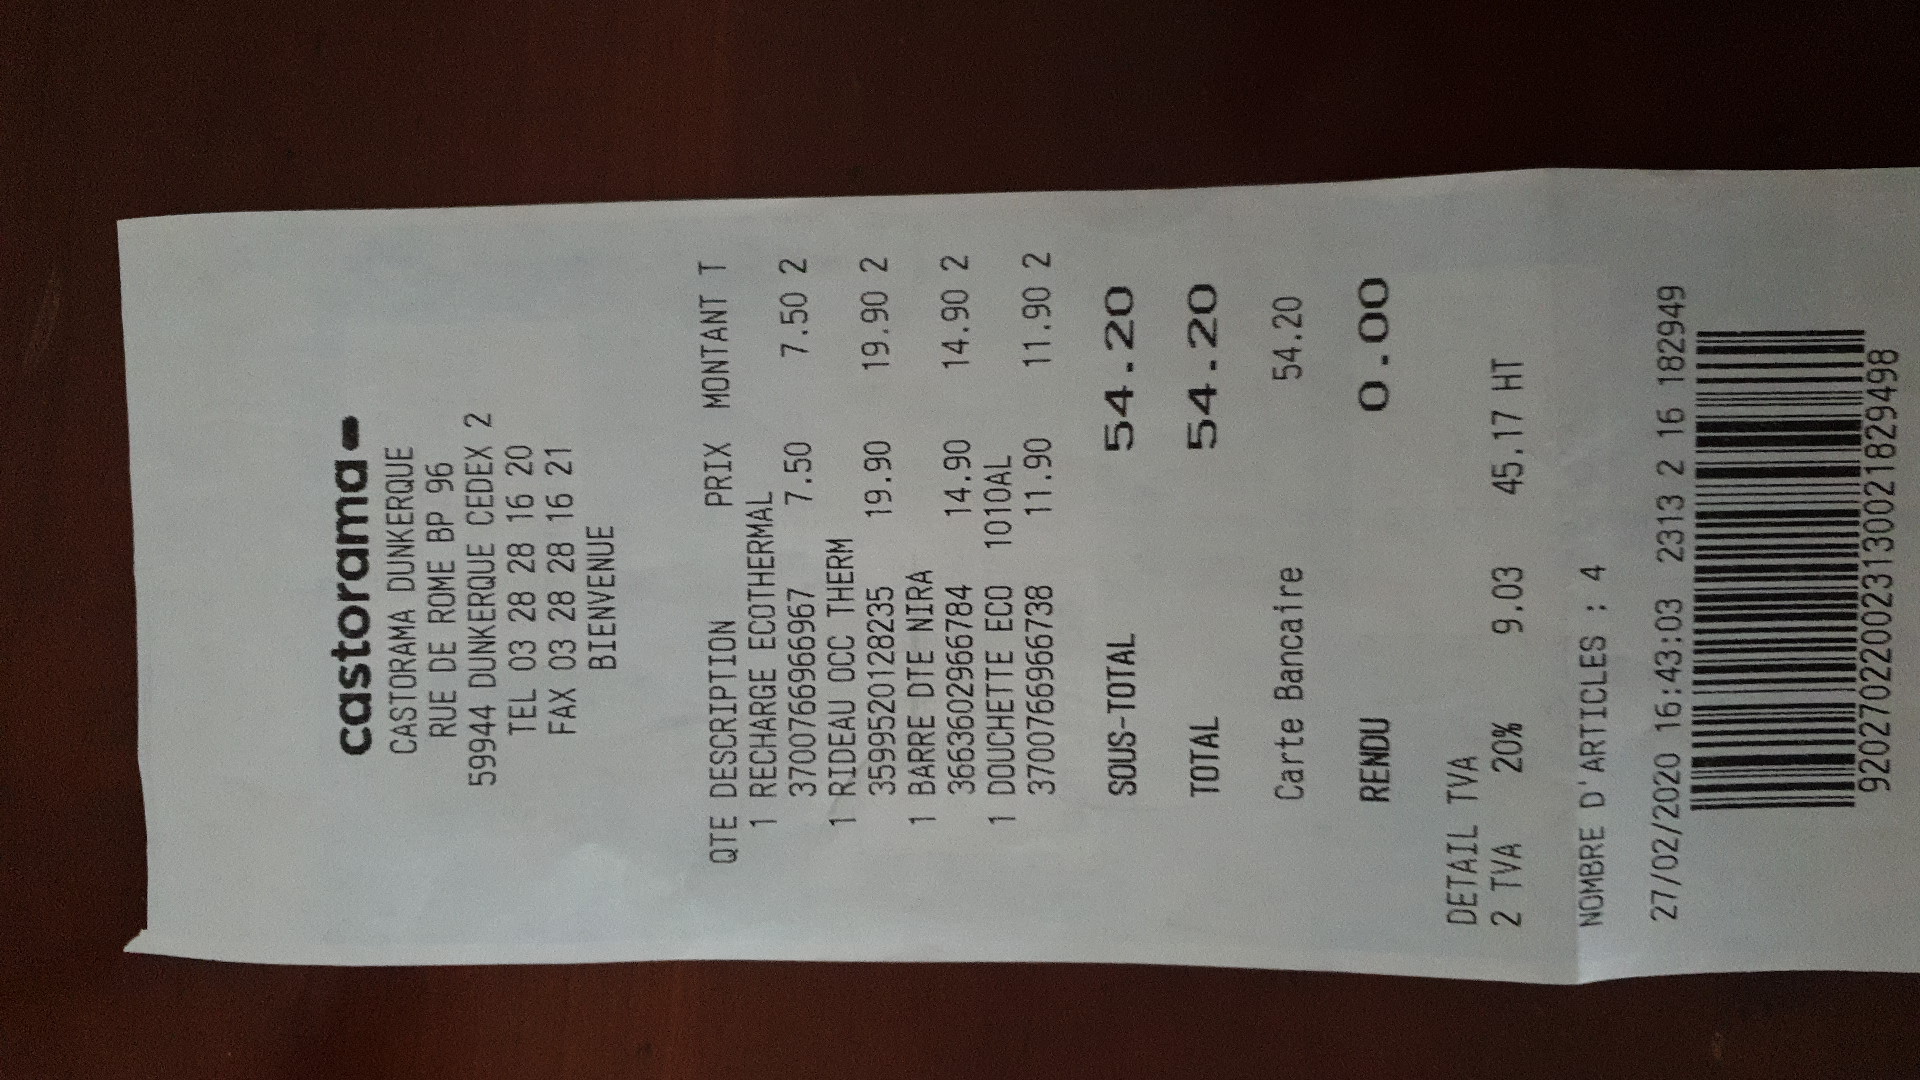 castorama
CASTORAMA DUNKERQUE
RUE DE ROME BP 96
59944 DUNKERQUE CEDEX 2
TEL 03 28 28 16 20
FAX 03 28 28 16 21
BIENVENUE
QTE DESCRIPTION PRIX MONTANT T
1 RECHARGE ECOTHERMAL
3700766966967 7.50 7.50 2
1 RIDEAU OCC THERM
3599520128235 19.90 19.90 2
1 BARRE DTE NIRA
3663602966784 14.90 14.90 2
1 DOUCHETTE ECO 1010AL
3700766966738 11.90 11.90 2
SOUS-TOTAL 54.20
TOTAL 54.20
Carte Bancaire 54.20
RENDU 0.00
DETAIL TVA
2 TVA 20% 9.03 45.17 HT
NOMBRE D'ARTICLES : 4
27/02/2020 16:43:03 2313 2 16 182949
920270220023130021829498